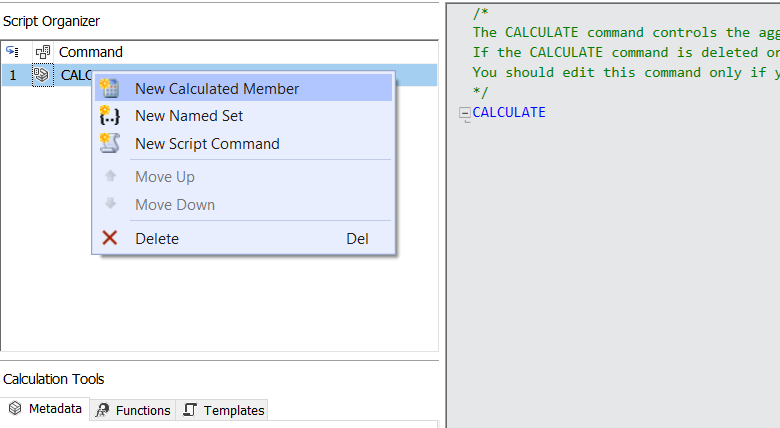 Script Organizer
Command
1 CALC
New Calculated Member
New Named Set
New Script Command
Move Up
Move Down
Delete Del
Calculation Tools
Metadata Functions Templates
/*
The CALCULATE command controls the agg
If the CALCULATE command is deleted or
You should edit this command only if y
*/
CALCULATE